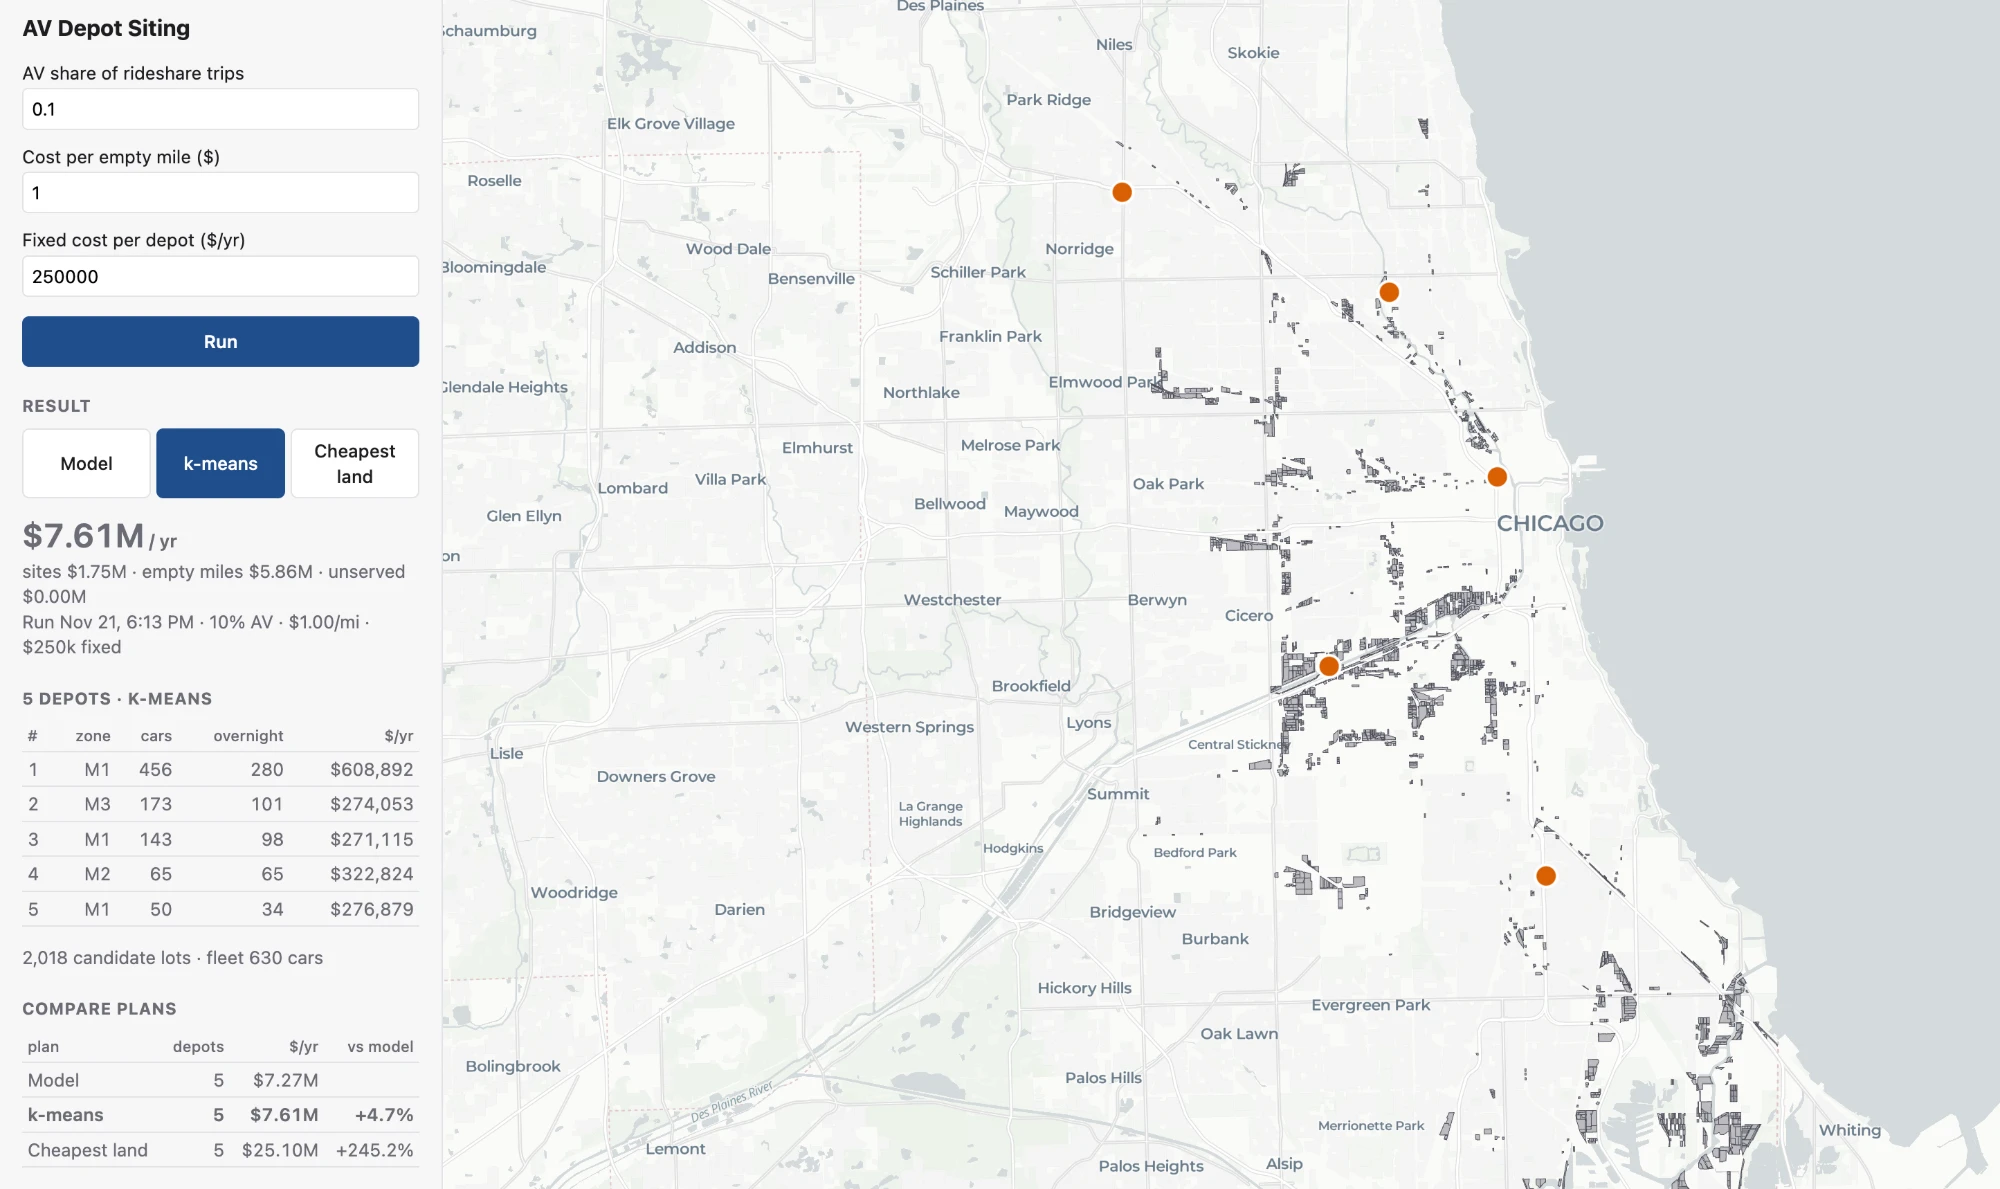 AV Depot Siting
AV share of rideshare trips
0.1
Cost per empty mile ($)
1
Fixed cost per depot ($/yr)
250000
Run
RESULT
Model
k-means
Cheapest
land
$7.61M / yr
sites $1.75M · empty miles $5.86M · unserved
$0.00M
Run Nov 21, 6:13 PM · 10% AV · $1.00/mi ·
$250k fixed
5 DEPOTS · K-MEANS
# zone cars overnight $/yr
1 M1 456 280 $608,892
2 M3 173 101 $274,053
3 M1 143 98 $271,115
4 M2 65 65 $322,824
5 M1 50 34 $276,879
2,018 candidate lots · fleet 630 cars
COMPARE PLANS
plan depots $/yr vs model
Model 5 $7.27M
k-means 5 $7.61M +4.7%
Cheapest land 5 $25.10M +245.2%
Des Plaines
Schaumburg
Niles
Skokie
Park Ridge
Elk Grove Village
Roselle
Wood Dale
Norridge
Bloomingdale
Bensenville
Schiller Park
Franklin Park
Addison
Glendale Heights
Northlake
Elmwood Park
Elmhurst
Melrose Park
Villa Park
Lombard
Oak Park
Glen Ellyn
Bellwood
Maywood
CHICAGO
on
Westchester
Berwyn
Cicero
Brookfield
Western Springs
Lyons
Central Stickney
Lisle
Downers Grove
Summit
La Grange
Highlands
Hodgkins
Bedford Park
Woodridge
Darien
Bridgeview
Burbank
Hickory Hills
Evergreen Park
Oak Lawn
Bolingbrook
Palos Hills
Des Plaines River
Merrionette Park
Whiting
Lemont
Palos Heights
Alsip